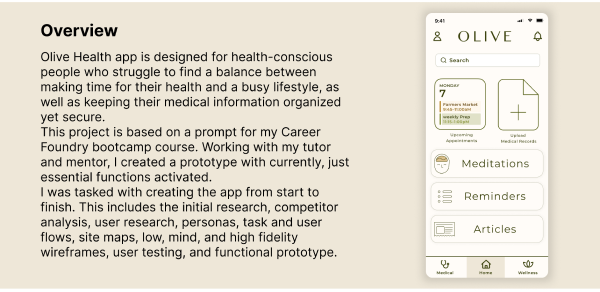 Overview
Olive Health app is designed for health-conscious
people who struggle to find a balance between
making time for their health and a busy lifestyle, as
well as keeping their medical information organized
yet secure.
This project is based on a prompt for my Career
Foundry bootcamp course. Working with my tutor
and mentor, I created a prototype with currently, just
essential functions activated.
I was tasked with creating the app from start to
finish. This includes the initial research, competitor
analysis, user research, personas, task and user
flows, site maps, low, mind, and high fidelity
wireframes, user testing, and functional prototype.
9:41
OLIVE
Search
MONDAY
7
Farmers Market
Weekly Prep
Upcoming
Appointments
Upload
Medical Records
Meditations
Reminders
Articles
Medical
Home
Wellness